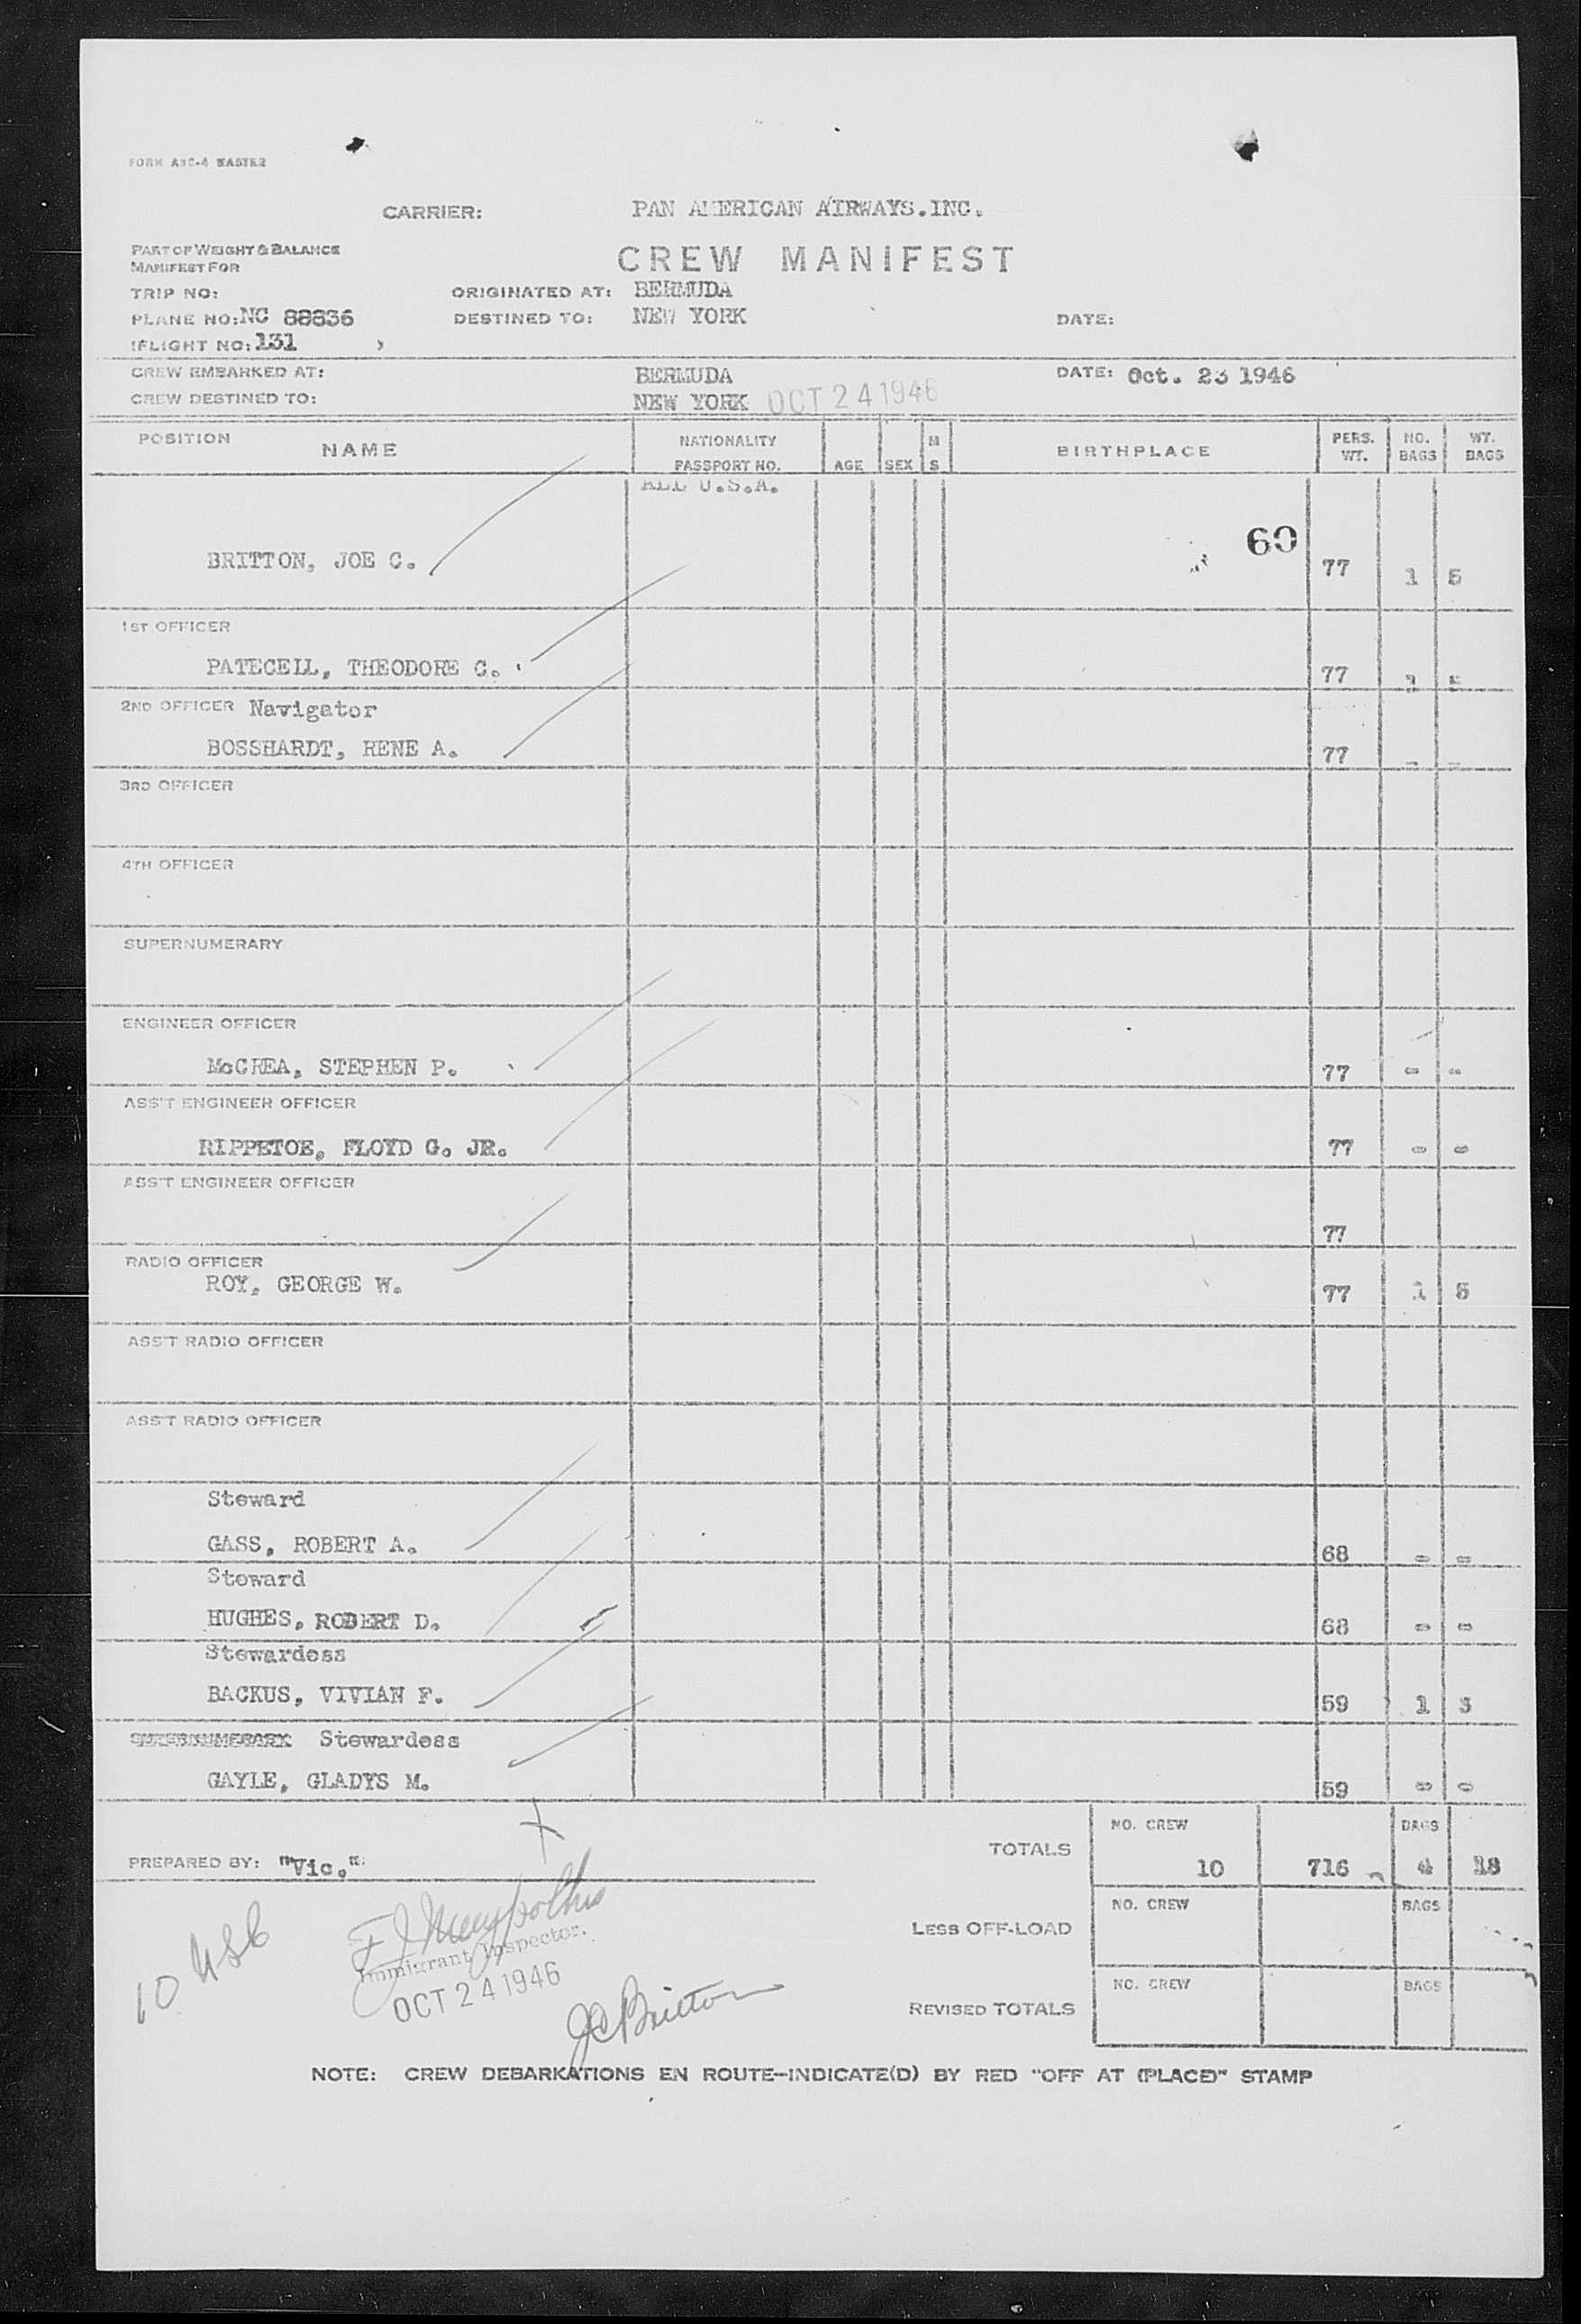 CARRIER: PAN AMERICAN AIRWAYS.INC.
PART OF WEIGHT & BALANCE
MANIFEST FOR
CREW MANIFEST
TRIP NO: ORIGINATED AT: BERMUDA
PLANE NO: NC 88836 DESTINED TO: NEW YORK DATE:
FLIGHT NO: 131
CREW EMBARKED AT: BERMUDA DATE: Oct. 23 1946
CREW DESTINED TO: NEW YORK OCT 24 1946
POSITION NAME NATIONALITY PASSPORT NO. AGE SEX M S BIRTHPLACE PERS. WT. NO. BAGS WT. BAGS
ALL U.S.A.
60
BRITTON, JOE C. 77 1 5
1ST OFFICER
PATECELL, THEODORE C. 77 1 5
2ND OFFICER Navigator
BOSSHARDT, RENE A. 77 - -
3RD OFFICER
4TH OFFICER
SUPERNUMERARY
ENGINEER OFFICER
McCREA, STEPHEN P. 77 - -
ASS'T ENGINEER OFFICER
RIPPETOE, FLOYD G. JR. 77 - -
ASS'T ENGINEER OFFICER
77
RADIO OFFICER
ROY, GEORGE W. 77 1 5
ASS'T RADIO OFFICER
ASS'T RADIO OFFICER
Steward
GASS, ROBERT A. 68 - -
Steward
HUGHES, ROBERT D. 68 - -
Stewardess
BACKUS, VIVIAN F. 59 1 3
SUPERNUMERARY Stewardess
GAYLE, GLADYS M. 59 - -
NO. CREW BAGS
TOTALS 10 716 4 18
PREPARED BY: "Vic."
NO. CREW BAGS
LESS OFF-LOAD
10 USC
Immigrant Inspector.
OCT 24 1946
NO. CREW BAGS
REVISED TOTALS
JC Britton
NOTE: CREW DEBARKATIONS EN ROUTE-INDICATE(D) BY RED "OFF AT (PLACE)" STAMP